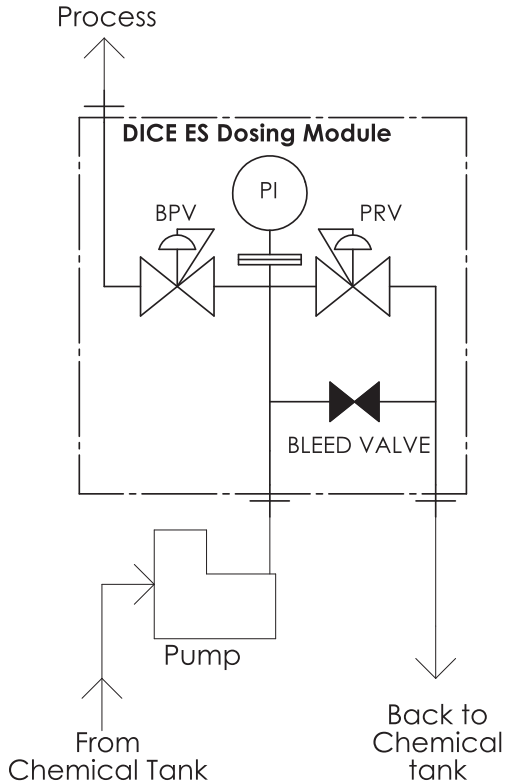 Process
DICE ES Dosing Module
PI
BPV
PRV
BLEED VALVE
Pump
From
Chemical Tank
Back to
Chemical
tank